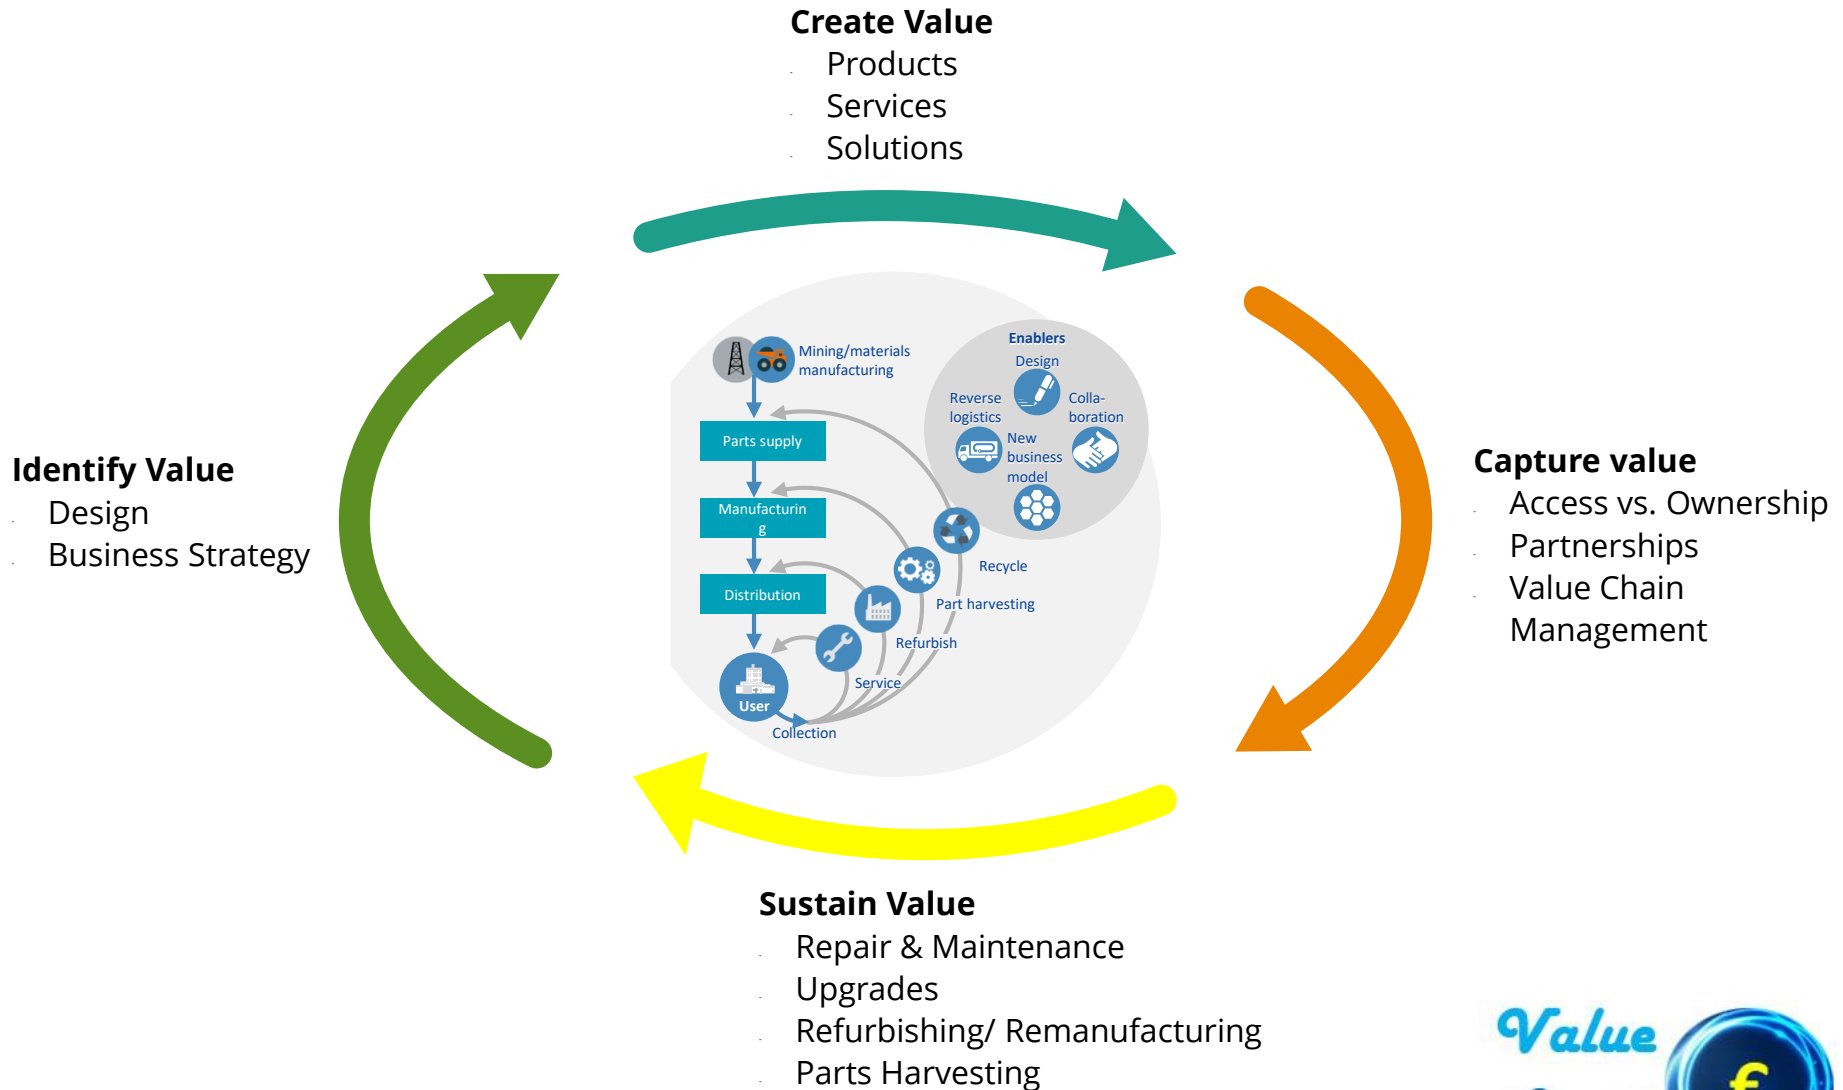 Create Value
Products
Services
Solutions
Identify Value
Design
Business Strategy
Mining/materials
manufacturing
Parts supply
Manufacturin
g
Distribution
User
Collection
Service
Refurbish
Part harvesting
Recycle
Enablers
Design
Reverse
logistics
Colla-
boration
New
business
model
Capture value
Access vs. Ownership
Partnerships
Value Chain
Management
Sustain Value
Repair & Maintenance
Upgrades
Refurbishing/ Remanufacturing
Parts Harvesting
Value
€